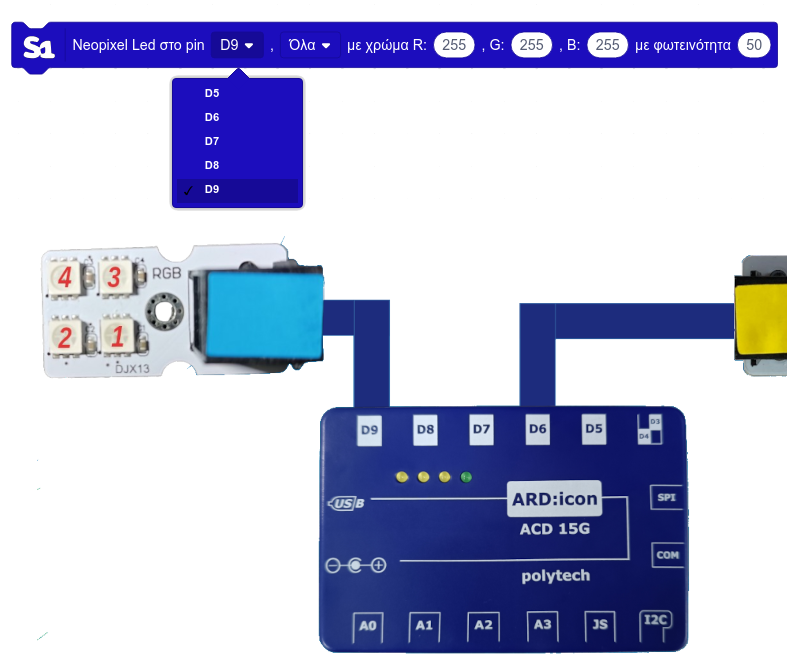 S1 Neopixel Led στο pin D9 , Όλα με χρώμα R: 255 , G: 255 , B: 255 με φωτεινότητα 50
D5
D6
D7
D8
D9
4 3 RGB
2 1
DJX13
D9 D8 D7 D6 D5 D3
D4
USB
ARD:icon
ACD 15G
SPI
COM
polytech
A0 A1 A2 A3 JS I2C